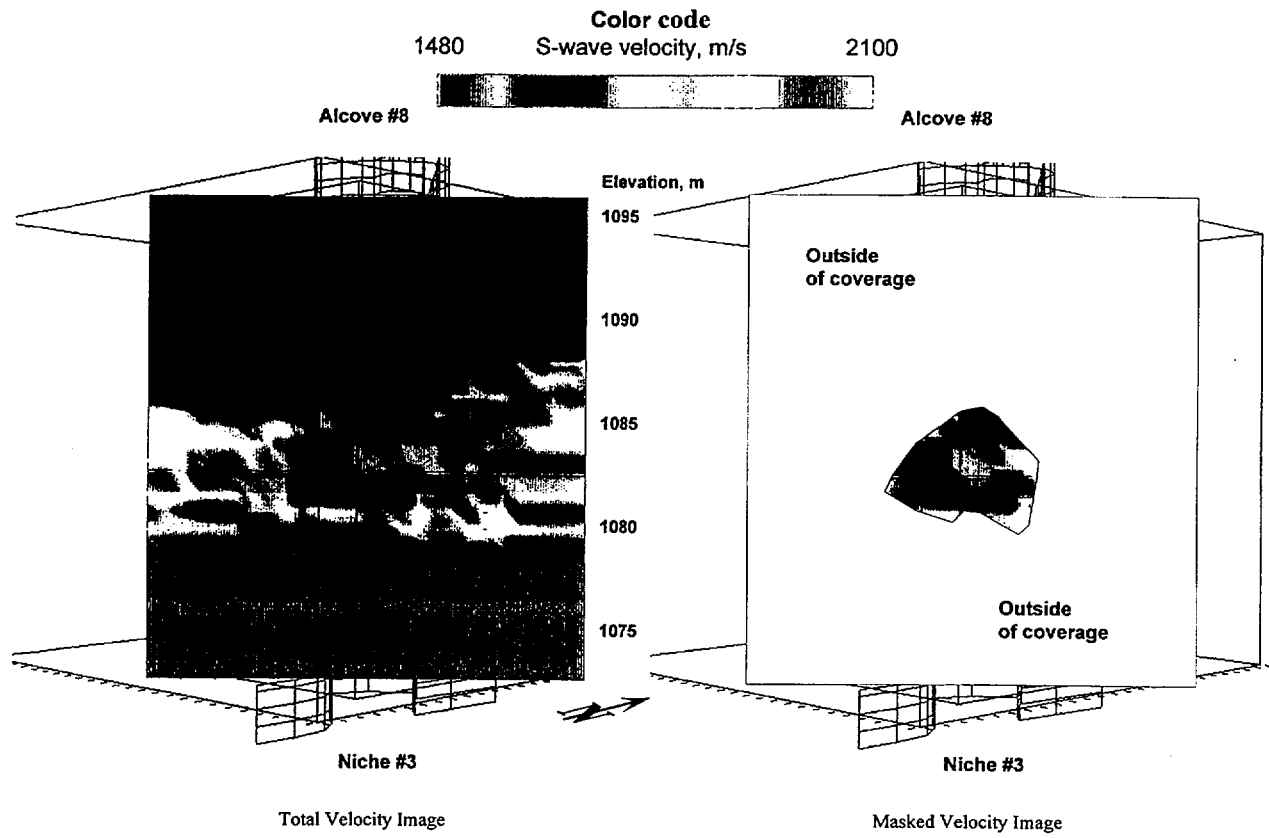 Color code
1480 S-wave velocity, m/s 2100
Alcove #8
Alcove #8
Elevation, m
1095
1090
1085
1080
1075
Outside
of coverage
Outside
of coverage
Niche #3
Niche #3
Total Velocity Image
Masked Velocity Image